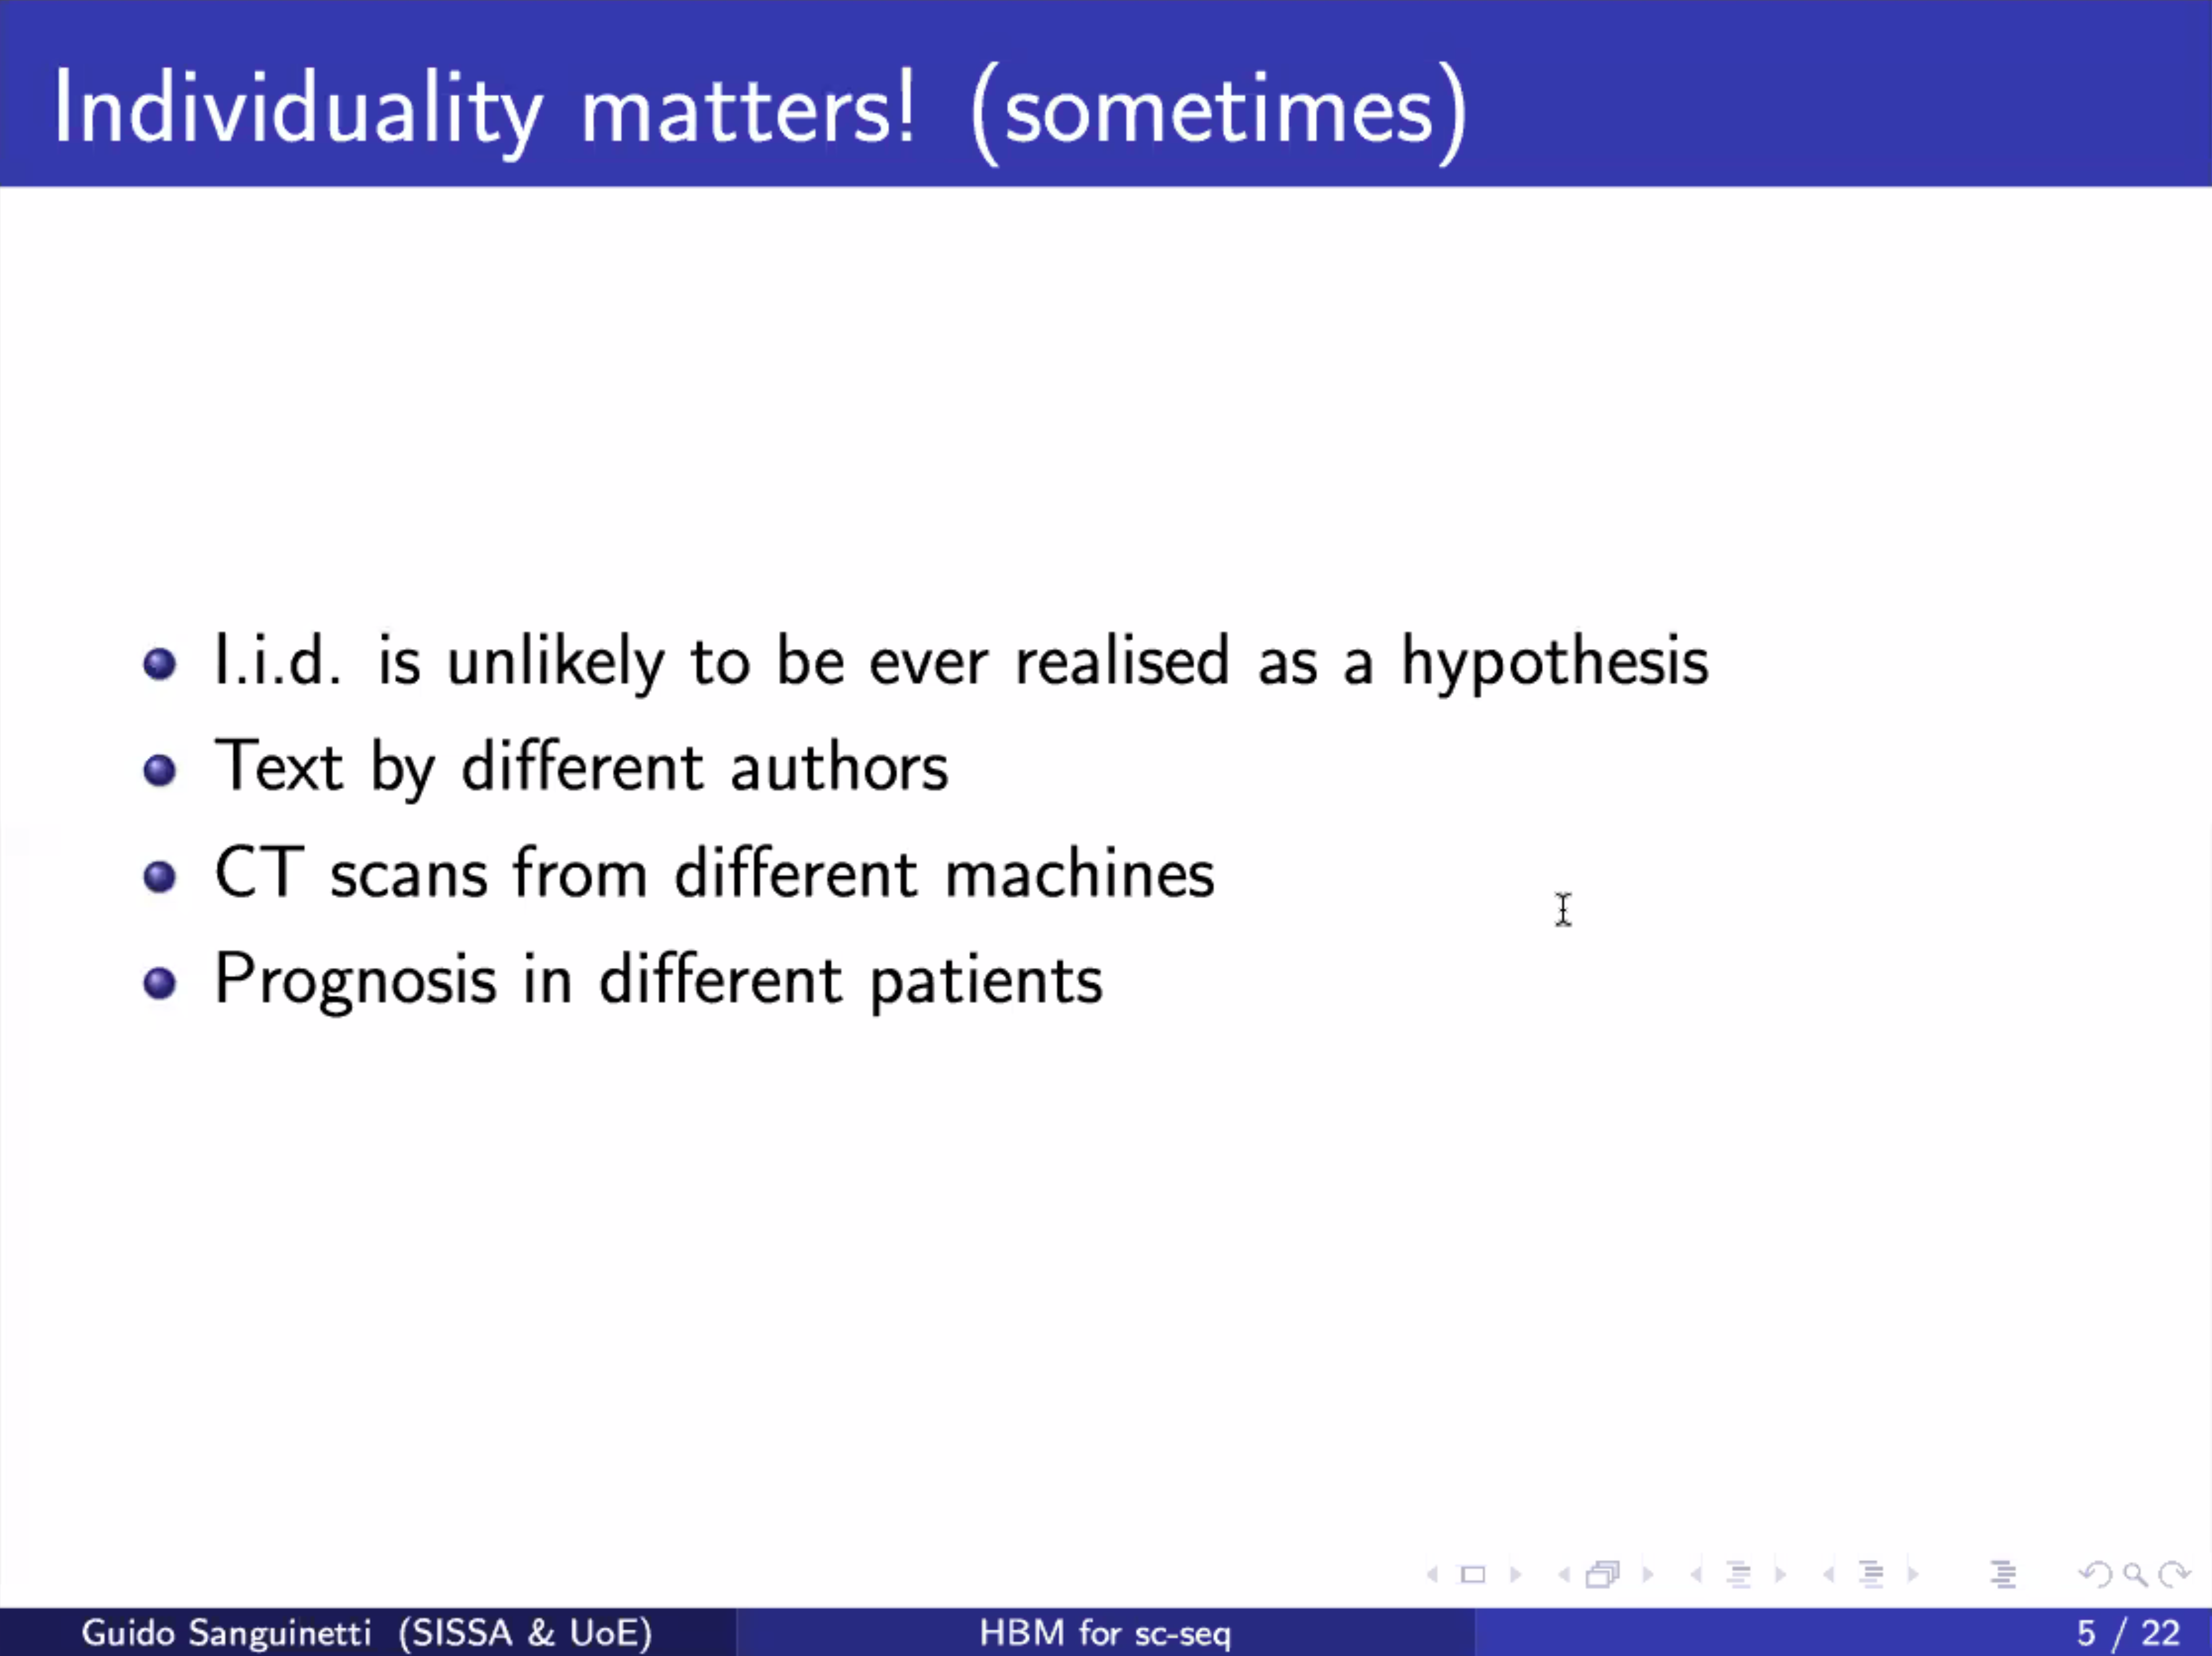 Individuality matters! (sometimes)
I.i.d. is unlikely to be ever realised as a hypothesis
Text by different authors
CT scans from different machines
Prognosis in different patients
Guido Sanguinetti (SISSA & UoE)
HBM for sc-seq
5 / 22